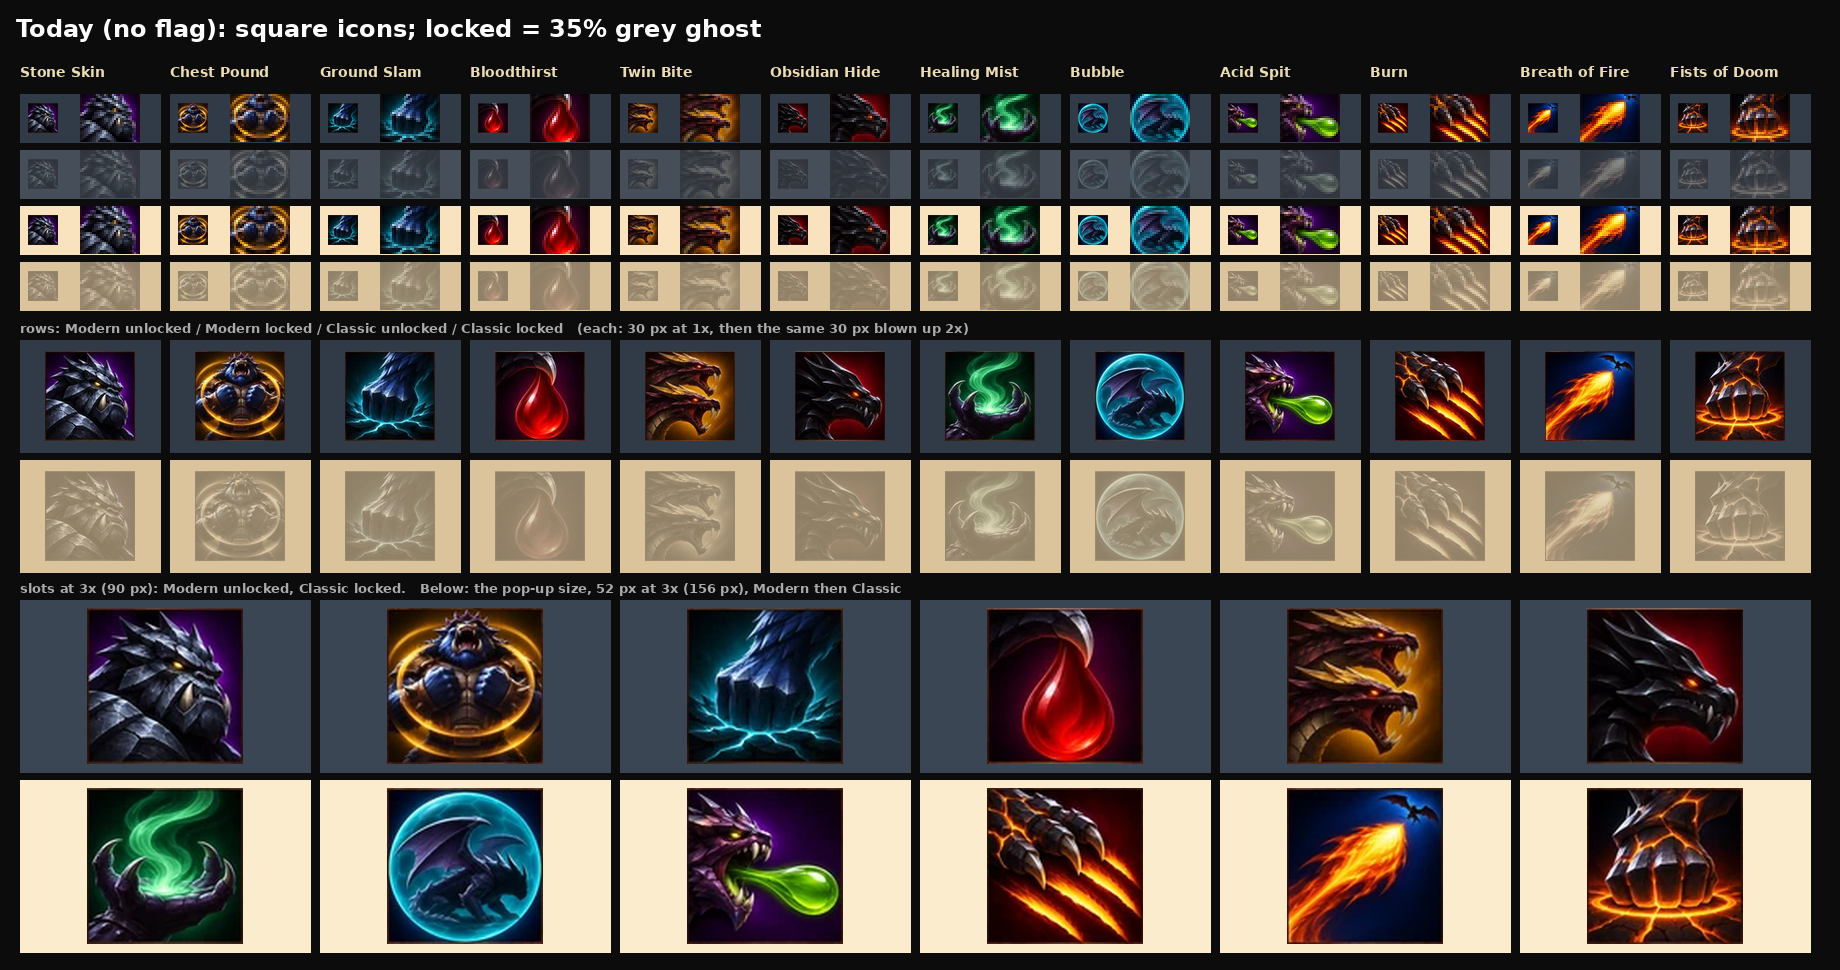 Today (no flag): square icons; locked = 35% grey ghost
Stone Skin Chest Pound Ground Slam Bloodthirst Twin Bite Obsidian Hide Healing Mist Bubble Acid Spit Burn Breath of Fire Fists of Doom
rows: Modern unlocked / Modern locked / Classic unlocked / Classic locked (each: 30 px at 1x, then the same 30 px blown up 2x)
slots at 3x (90 px): Modern unlocked, Classic locked. Below: the pop-up size, 52 px at 3x (156 px), Modern then Classic